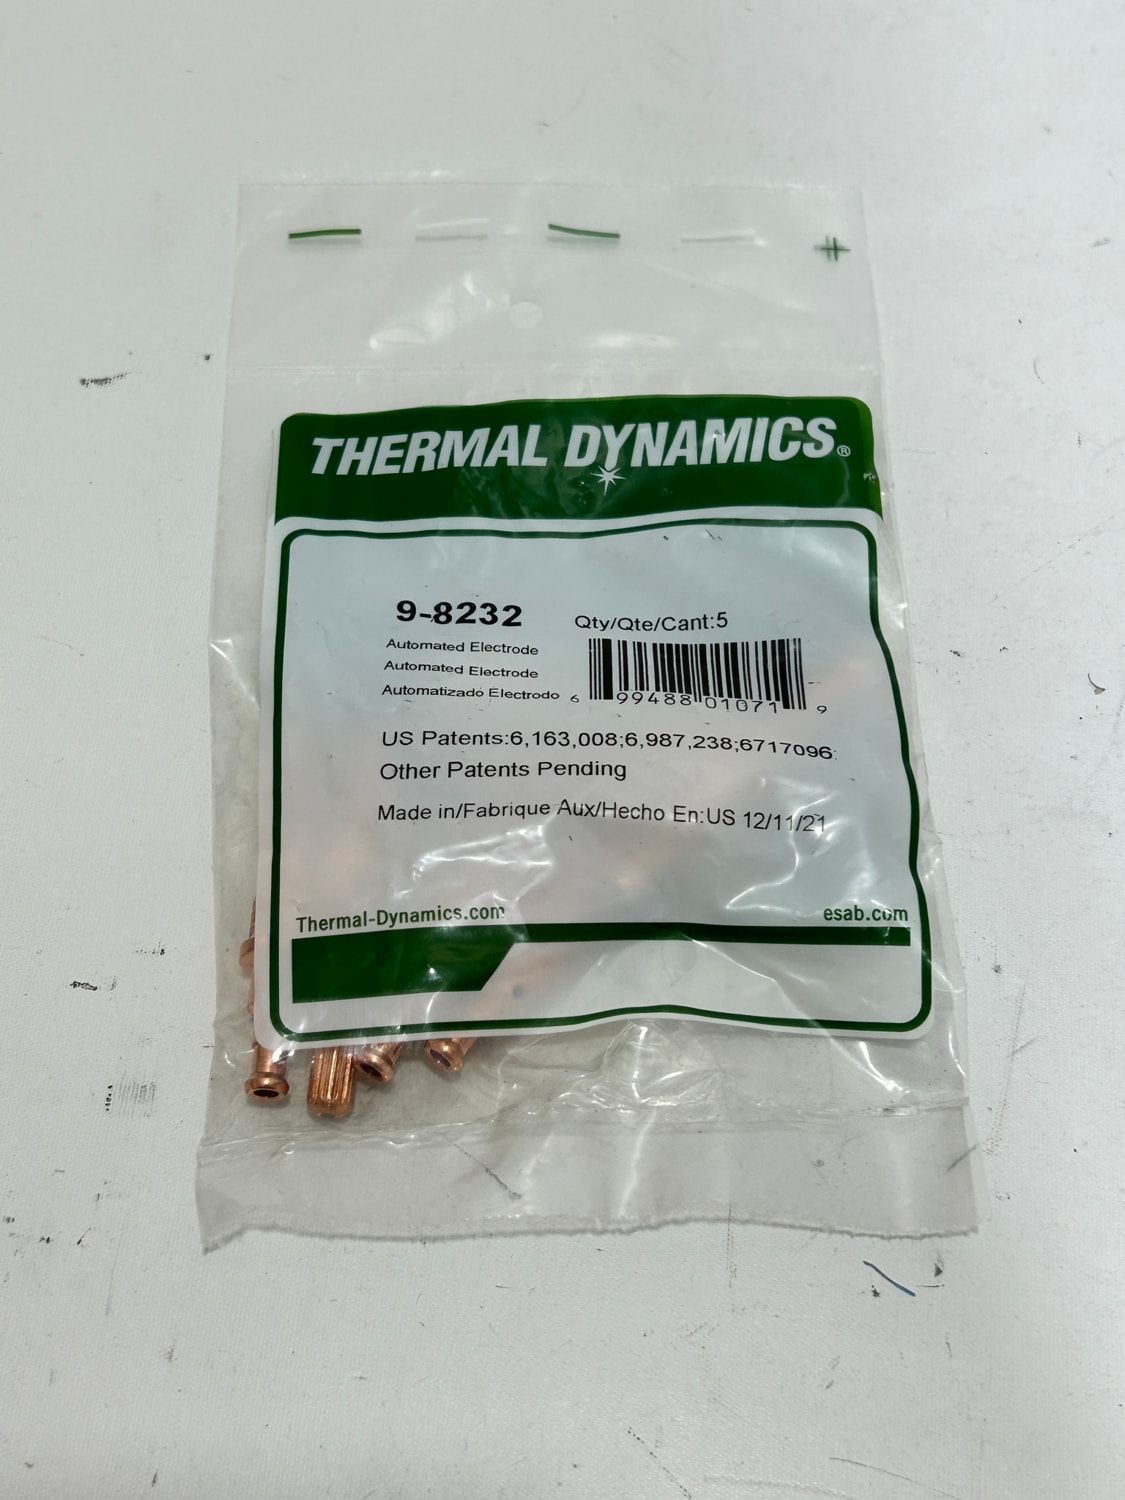 THERMAL DYNAMICS®
9-8232 Qty/Qte/Cant:5
Automated Electrode
Automated Electrode
Automatizado Electrodo
6 99488 01071 9
US Patents:6,163,008;6,987,238;6717096;
Other Patents Pending
Made in/Fabrique Aux/Hecho En:US 12/11/21
Thermal-Dynamics.com esab.com